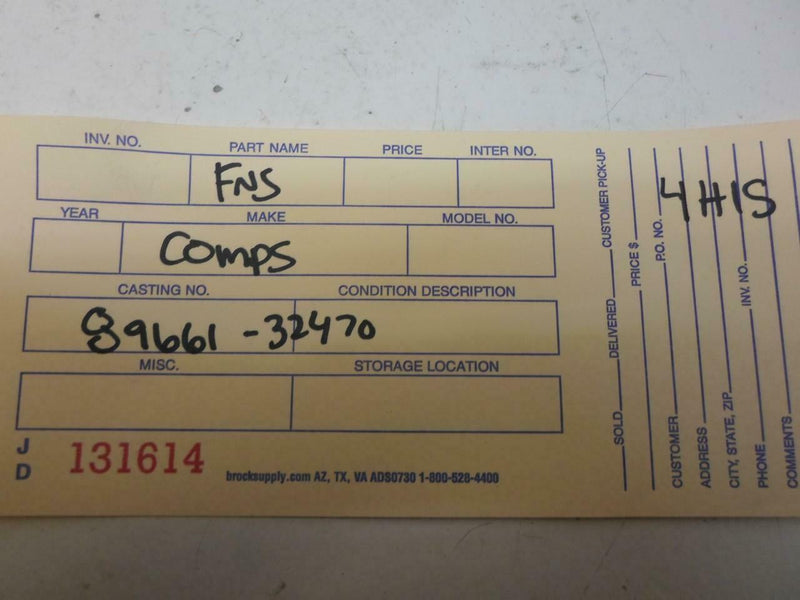 INV. NO. PART NAME PRICE INTER NO.
FNS
YEAR MAKE MODEL NO.
Comps
CASTING NO. CONDITION DESCRIPTION
89661-32470
MISC. STORAGE LOCATION
J D 131614
brocksupply.com AZ, TX, VA ADS0730 1-800-528-4400
4H1S
SOLD DELIVERED CUSTOMER PICK-UP
PRICE $
P.O. NO.
CUSTOMER
ADDRESS
CITY, STATE, ZIP
PHONE INV. NO.
COMMENTS